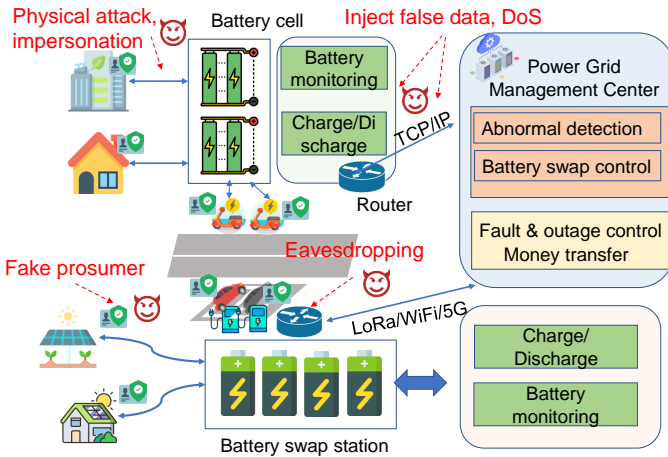 Physical attack,
impersonation
Battery cell
Inject false data, DoS
Battery
monitoring
Charge/Di
scharge
TCP/IP
Router
Power Grid
Management Center
Abnormal detection
Battery swap control
Fault & outage control
Money transfer
Eavesdropping
Fake prosumer
LoRa/WiFi/5G
Charge/
Discharge
Battery
monitoring
Battery swap station